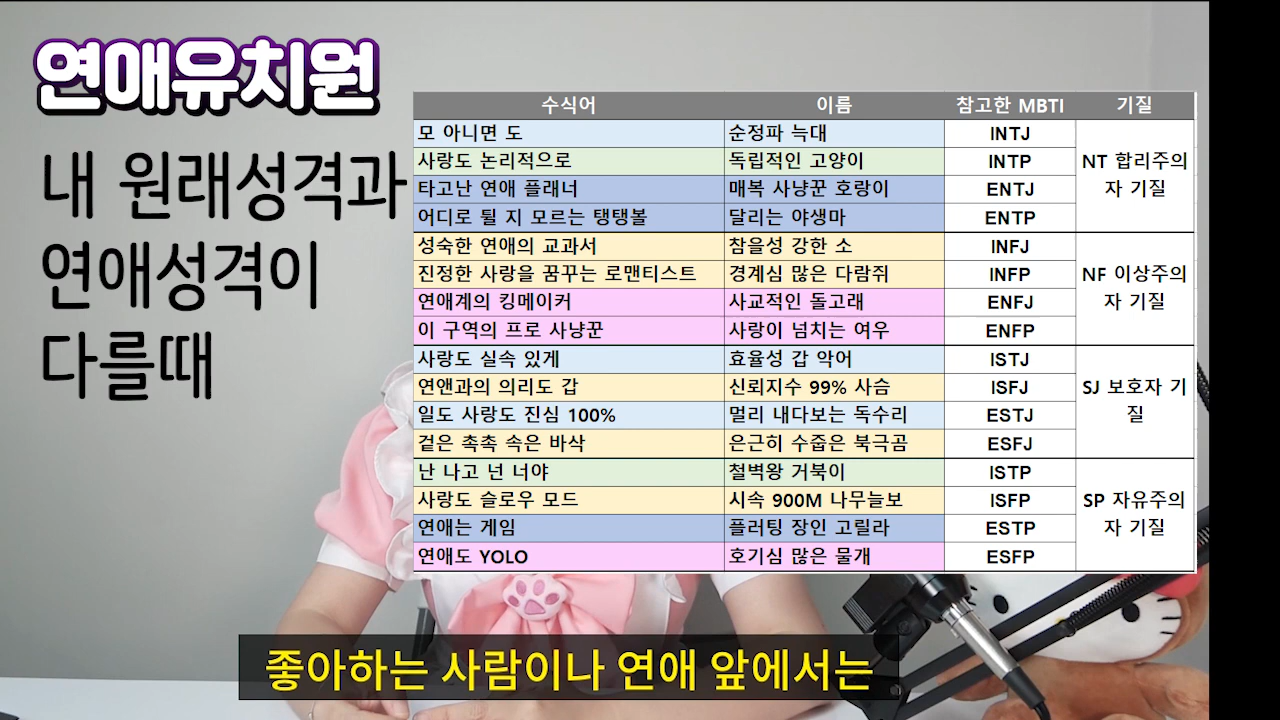 연애유치원
내 원래성격과
연애성격이
다를때
수식어 이름 참고한 MBTI 기질
모 아니면 도 순정파 늑대 INTJ
사랑도 논리적으로 독립적인 고양이 INTP
타고난 연애 플래너 매복 사냥꾼 호랑이 ENTJ
어디로 튈 지 모르는 탱탱볼 달리는 야생마 ENTP
NT 합리주의
자 기질
성숙한 연애의 교과서 참을성 강한 소 INFJ
진정한 사랑을 꿈꾸는 로맨티스트 경계심 많은 다람쥐 INFP
연애계의 킹메이커 사교적인 돌고래 ENFJ
이 구역의 프로 사냥꾼 사랑이 넘치는 여우 ENFP
NF 이상주의
자 기질
사랑도 실속 있게 효율성 갑 악어 ISTJ
연앤과의 의리도 갑 신뢰지수 99% 사슴 ISFJ
일도 사랑도 진심 100% 멀리 내다보는 독수리 ESTJ
겉은 촉촉 속은 바삭 은근히 수줍은 북극곰 ESFJ
SJ 보호자 기
질
난 나고 넌 너야 철벽왕 거북이 ISTP
사랑도 슬로우 모드 시속 900M 나무늘보 ISFP
연애는 게임 플러팅 장인 고릴라 ESTP
연애도 YOLO 호기심 많은 물개 ESFP
SP 자유주의
자 기질
좋아하는 사람이나 연애 앞에서는